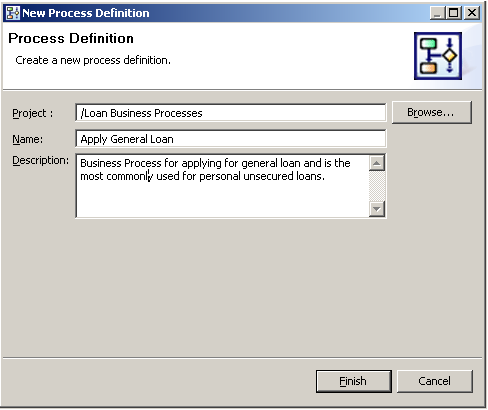 New Process Definition
Process Definition
Create a new process definition.
Project : /Loan Business Processes Browse...
Name: Apply General Loan
Description: Business Process for applying for general loan and is the
most commonly used for personal unsecured loans.
Finish Cancel